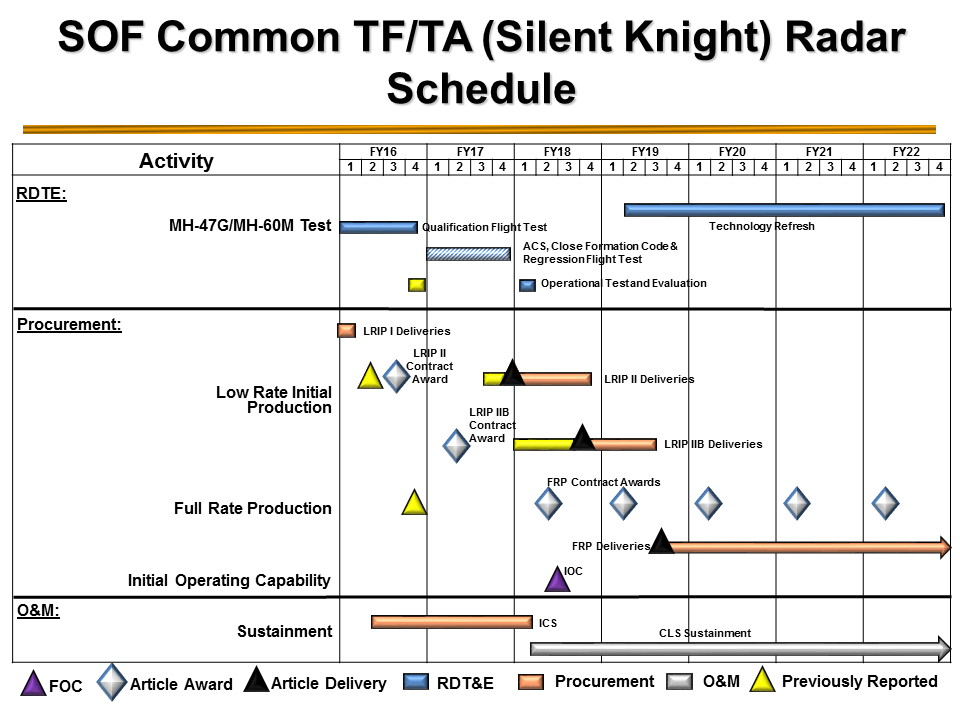 SOF Common TF/TA (Silent Knight) Radar
Schedule
Activity
FY16 FY17 FY18 FY19 FY20 FY21 FY22
1 2 3 4 1 2 3 4 1 2 3 4 1 2 3 4 1 2 3 4 1 2 3 4 1 2 3 4
RDTE:
MH-47G/MH-60M Test
Qualification Flight Test
Technology Refresh
ACS, Close Formation Code &
Regression Flight Test
Operational Test and Evaluation
Procurement:
LRIP I Deliveries
LRIP II
Contract
Award
Low Rate Initial
Production
LRIP II Deliveries
LRIP IIB
Contract
Award
LRIP IIB Deliveries
FRP Contract Awards
Full Rate Production
FRP Deliveries
Initial Operating Capability
IOC
O&M:
Sustainment
ICS
CLS Sustainment
FOC
Article Award
Article Delivery
RDT&E
Procurement
O&M
Previously Reported